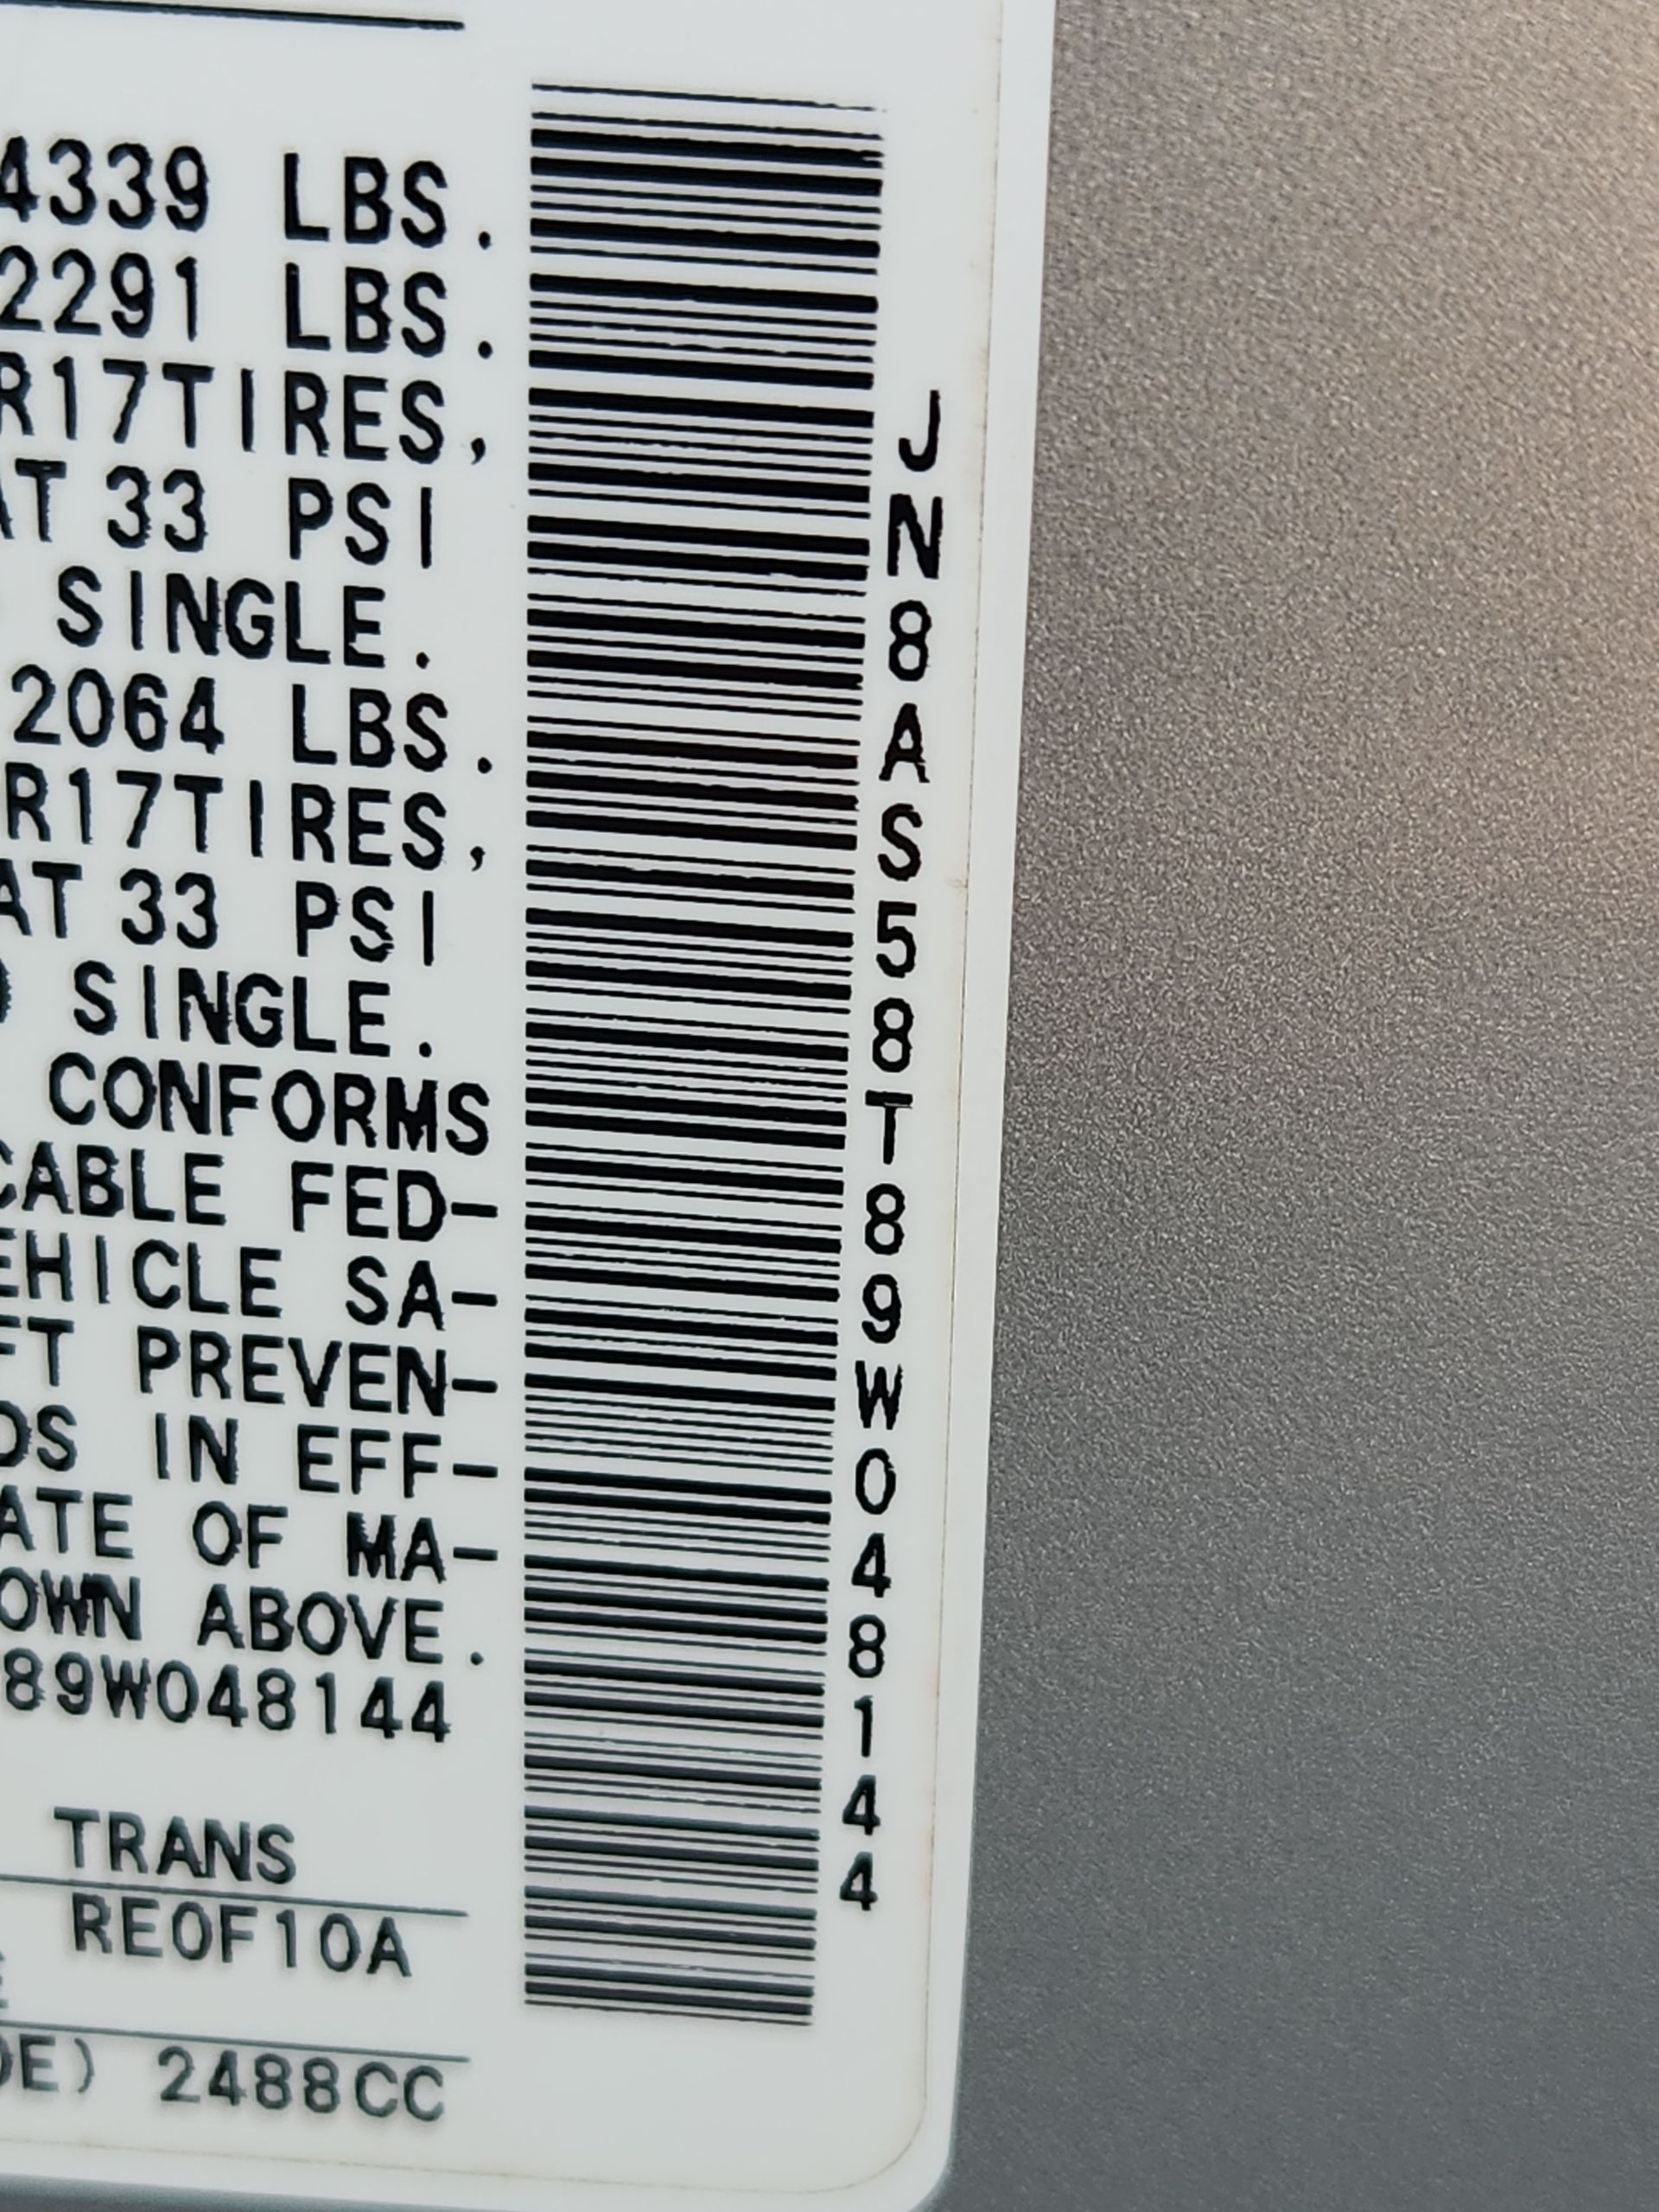 4339 LBS.
2291 LBS.
R17TIRES,
AT 33 PSI
SINGLE.
2064 LBS.
R17TIRES,
AT 33 PSI
SINGLE.
CONFORMS
CABLE FED-
EHICLE SA-
FT PREVEN-
DS IN EFF-
ATE OF MA-
OWN ABOVE.
89W048144
TRANS
RE0F10A
2488CC
JN8AS58T89W048144